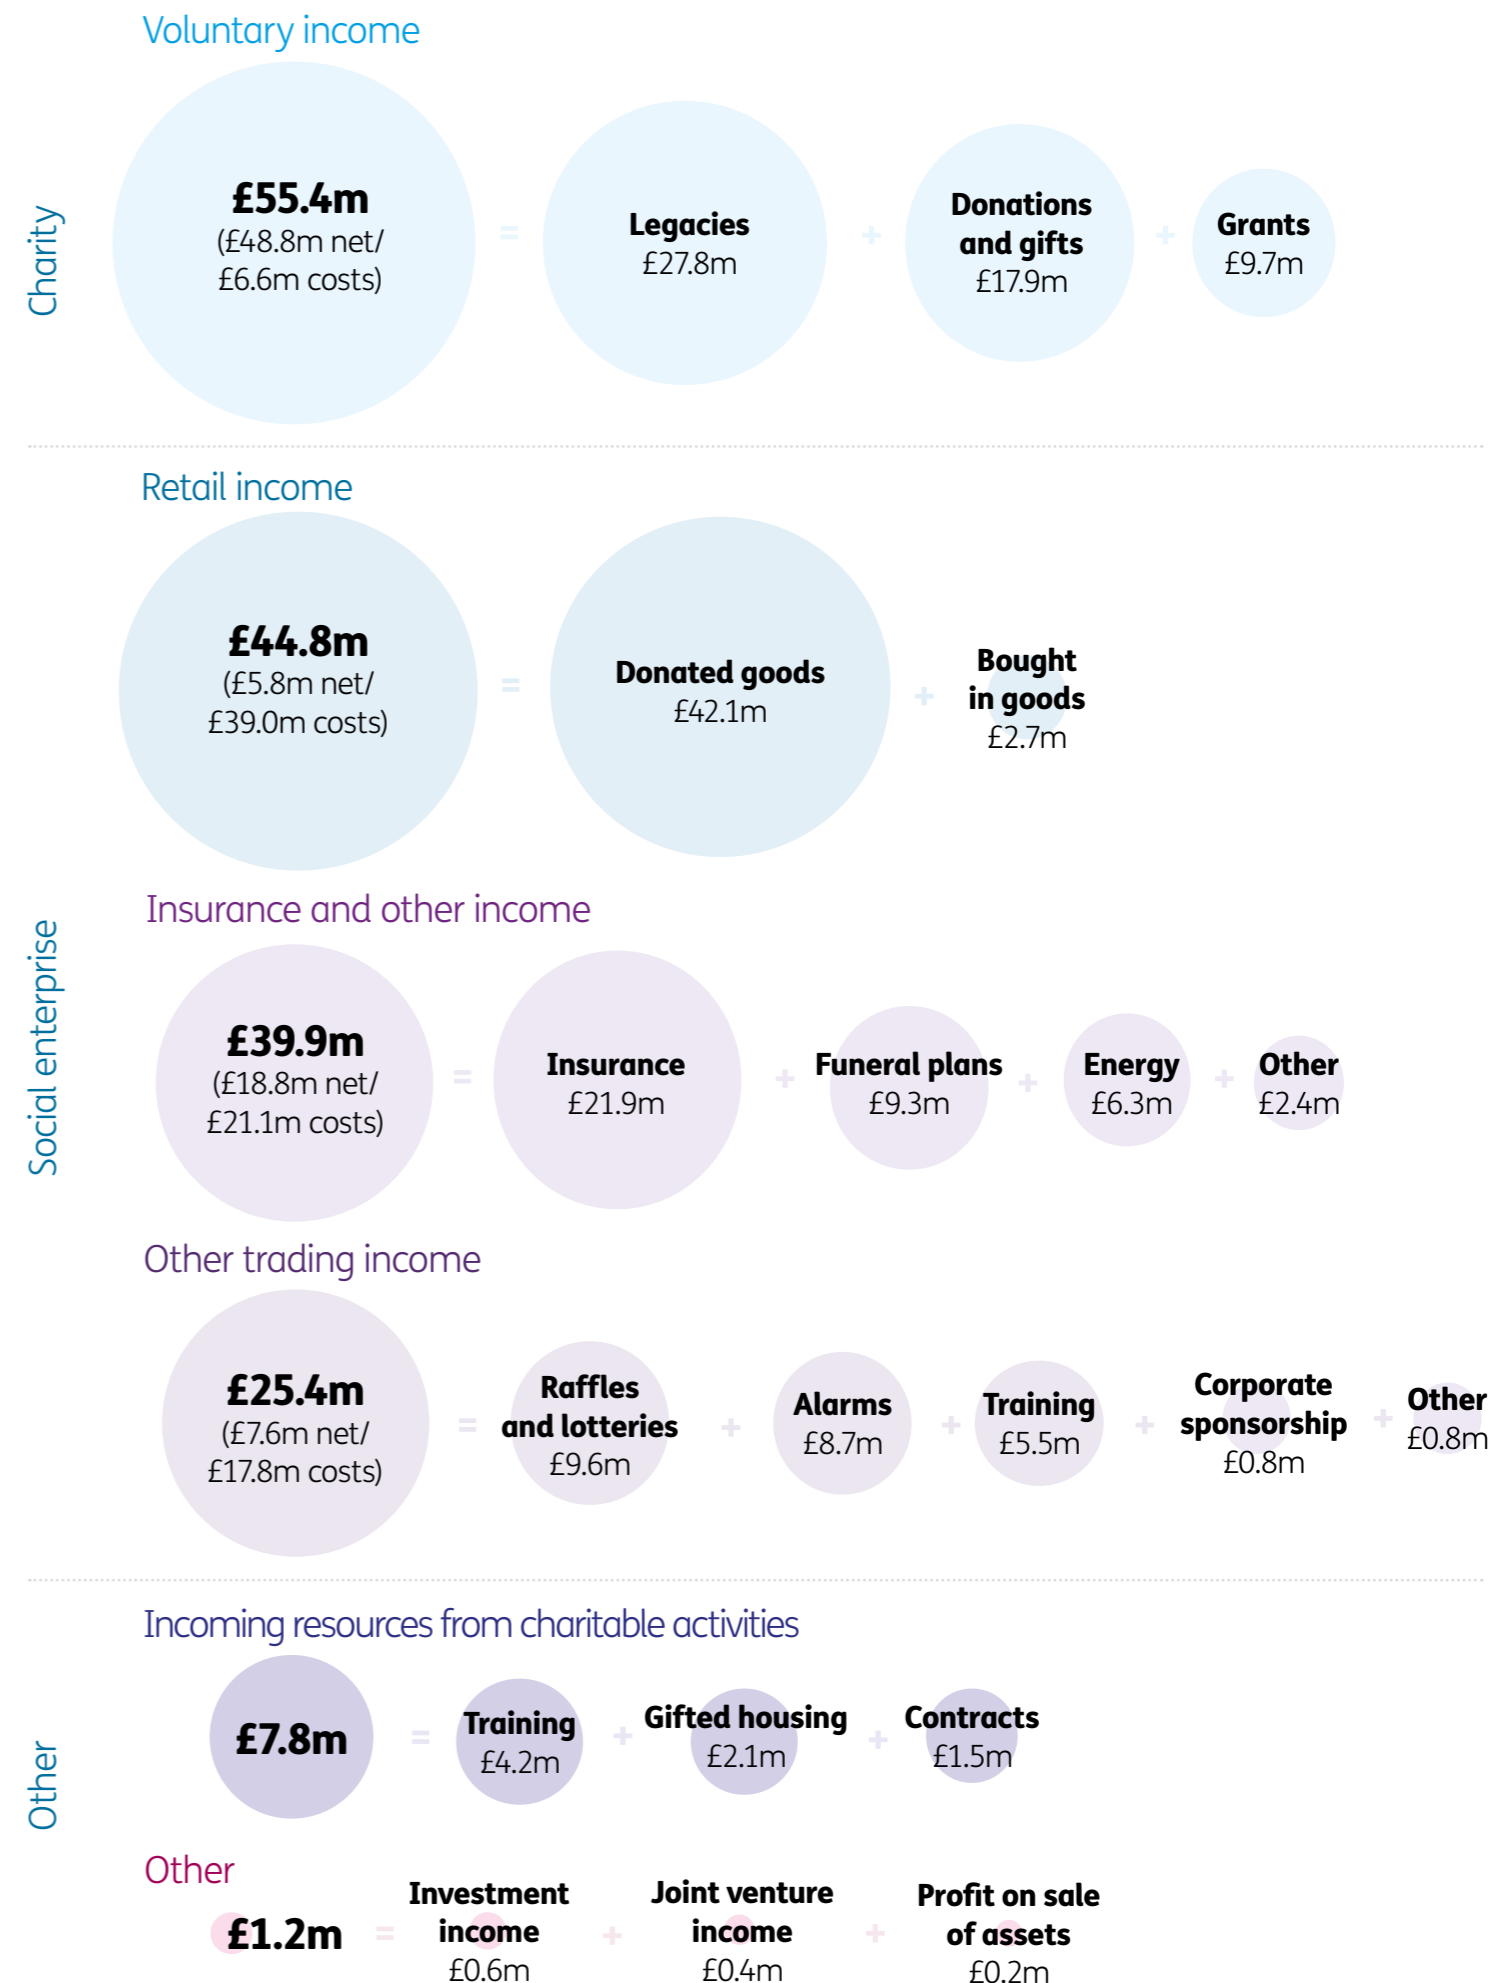 Voluntary income
Charity
£55.4m
(£48.8m net/
£6.6m costs)
=
Legacies
£27.8m
+
Donations
and gifts
£17.9m
+
Grants
£9.7m
Retail income
Social enterprise
£44.8m
(£5.8m net/
£39.0m costs)
=
Donated goods
£42.1m
+
Bought
in goods
£2.7m
Insurance and other income
£39.9m
(£18.8m net/
£21.1m costs)
=
Insurance
£21.9m
+
Funeral plans
£9.3m
+
Energy
£6.3m
+
Other
£2.4m
Other trading income
£25.4m
(£7.6m net/
£17.8m costs)
=
Raffles
and lotteries
£9.6m
+
Alarms
£8.7m
+
Training
£5.5m
+
Corporate
sponsorship
£0.8m
+
Other
£0.8m
Incoming resources from charitable activities
Other
£7.8m
=
Training
£4.2m
+
Gifted housing
£2.1m
+
Contracts
£1.5m
Other
£1.2m
=
Investment
income
£0.6m
+
Joint venture
income
£0.4m
+
Profit on sale
of assets
£0.2m